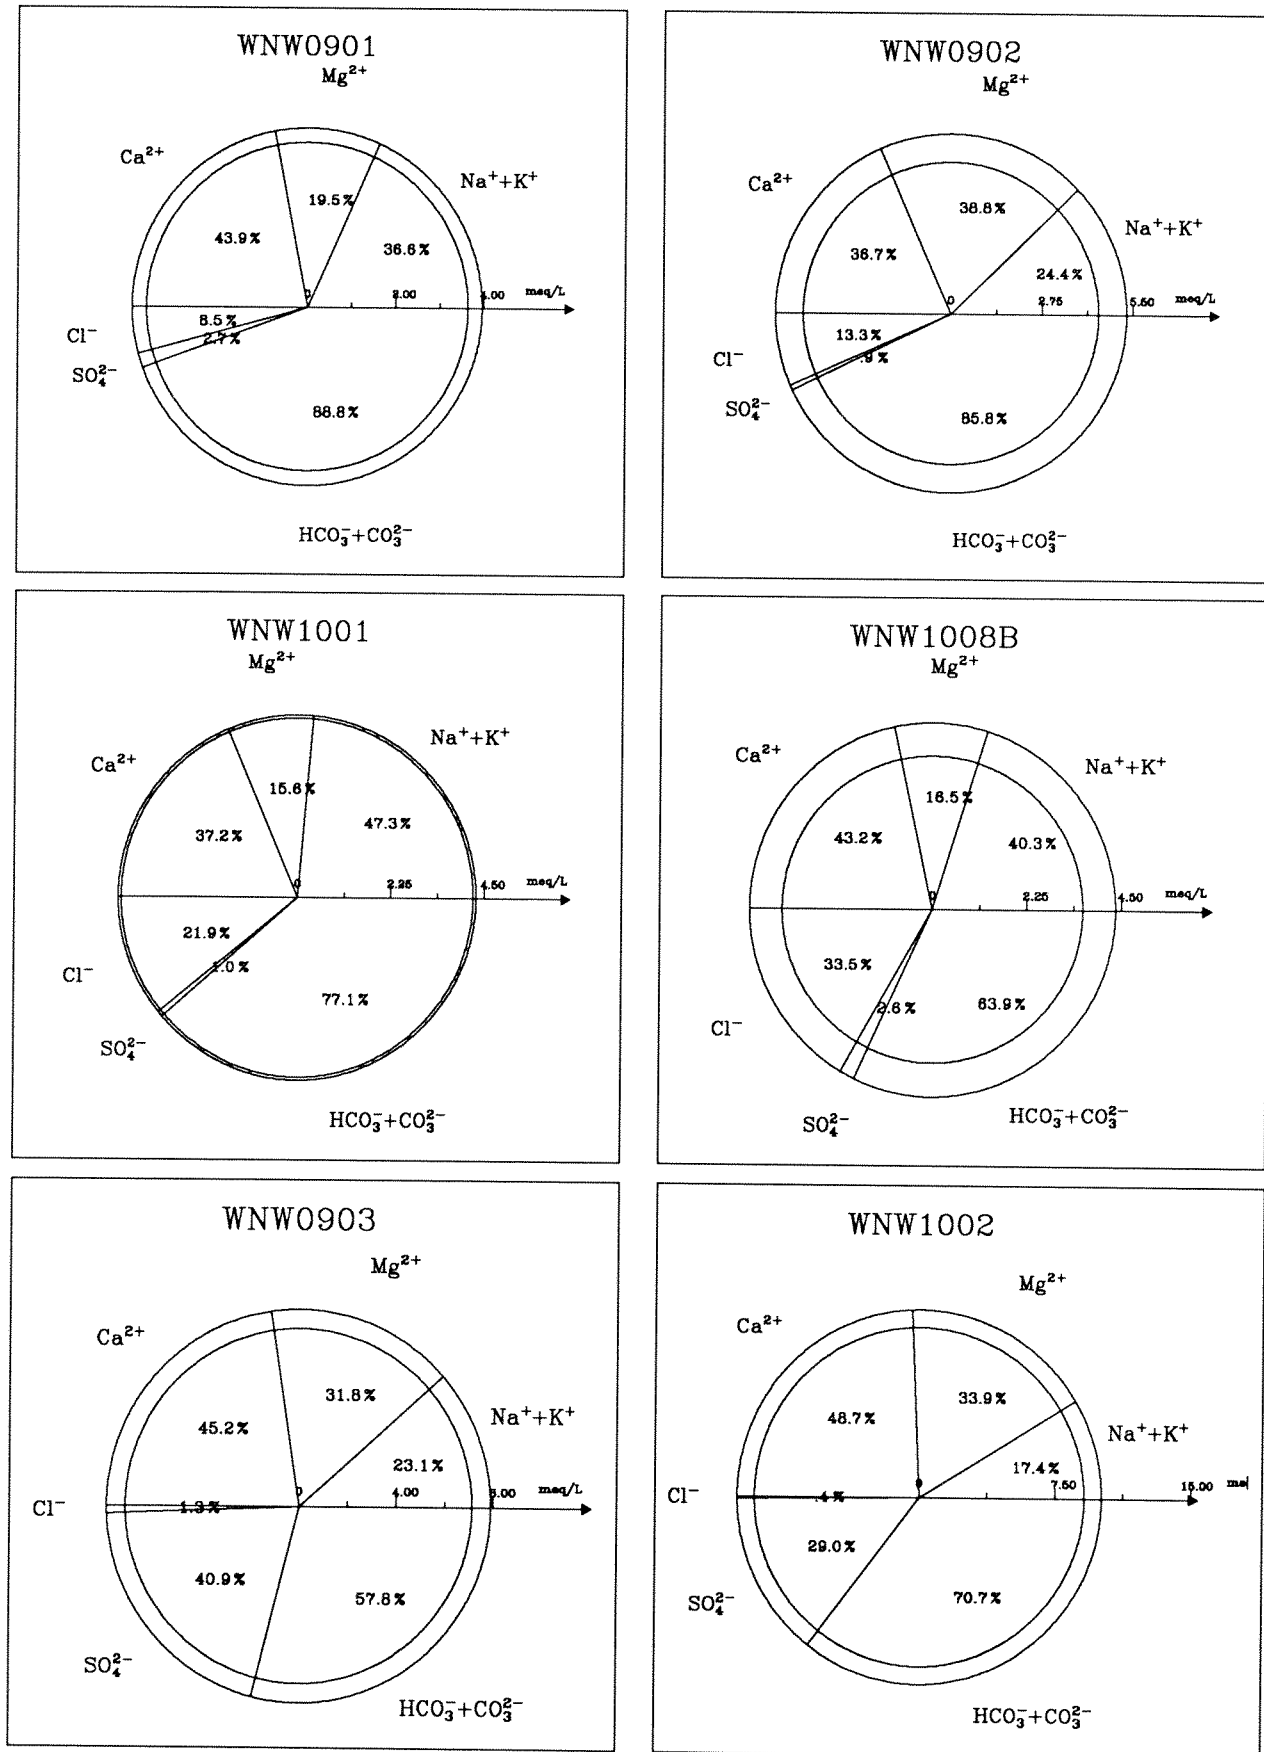 WNW0901
Mg²⁺
Ca²⁺
Na⁺+K⁺
19.5%
43.9%
36.6%
0
2.00
4.00
meq/L
8.5%
2.7%
Cl⁻
SO₄²⁻
88.8%
HCO₃⁻+CO₃²⁻
WNW0902
Mg²⁺
Ca²⁺
Na⁺+K⁺
38.8%
36.7%
24.4%
0
2.75
5.50
meq/L
13.3%
.9%
Cl⁻
SO₄²⁻
85.8%
HCO₃⁻+CO₃²⁻
WNW1001
Mg²⁺
Ca²⁺
Na⁺+K⁺
15.6%
37.2%
47.3%
0
2.25
4.50
meq/L
21.9%
1.0%
Cl⁻
77.1%
SO₄²⁻
HCO₃⁻+CO₃²⁻
WNW1008B
Mg²⁺
Ca²⁺
Na⁺+K⁺
16.5%
43.2%
40.3%
0
2.25
4.50
meq/L
33.5%
2.6%
63.9%
Cl⁻
SO₄²⁻
HCO₃⁻+CO₃²⁻
WNW0903
Mg²⁺
Ca²⁺
31.8%
45.2%
Na⁺+K⁺
23.1%
0
4.00
8.00
meq/L
Cl⁻
1.3%
40.9%
57.8%
SO₄²⁻
HCO₃⁻+CO₃²⁻
WNW1002
Mg²⁺
Ca²⁺
33.9%
48.7%
Na⁺+K⁺
17.4%
0
7.50
15.00
me
Cl⁻
.4%
29.0%
70.7%
SO₄²⁻
HCO₃⁻+CO₃²⁻